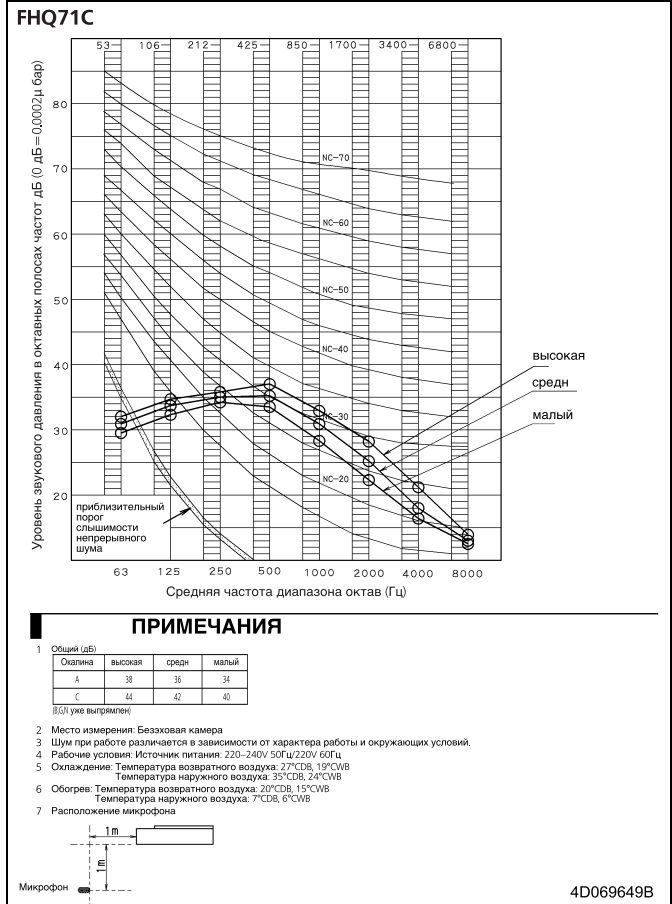 FHQ71C
53 106 212 425 850 1700 3400 6800
Уровень звукового давления в октавных полосах частот дБ (0 дБ = 0,0002μ бар)
80
70
60
50
40
30
20
NC-70
NC-60
NC-50
NC-40
NC-30
NC-20
высокая
средн
малый
приблизительный
порог
слышимости
непрерывного
шума
63 125 250 500 1000 2000 4000 8000
Средняя частота диапазона октав (Гц)
ПРИМЕЧАНИЯ
1 Общий (дБ)
Окалина высокая средн малый
A 38 36 34
C 44 42 40
(B,G,N уже выпрямлен)
2 Место измерения: Безэховая камера
3 Шум при работе различается в зависимости от характера работы и окружающих условий.
4 Рабочие условия: Источник питания: 220–240V 50Гц/220V 60Гц
5 Охлаждение: Температура возвратного воздуха: 27°CDB, 19°CWB
Температура наружного воздуха: 35°CDB, 24°CWB
6 Обогрев: Температура возвратного воздуха: 20°CDB, 15°CWB
Температура наружного воздуха: 7°CDB, 6°CWB
7 Расположение микрофона
1m
1m
Микрофон
4D069649B